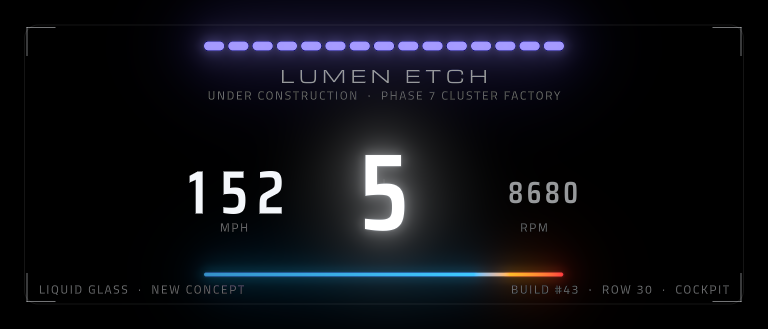 LUMEN ETCH
UNDER CONSTRUCTION · PHASE 7 CLUSTER FACTORY
152 5 8680
MPH RPM
LIQUID GLASS · NEW CONCEPT BUILD #43 · ROW 30 · COCKPIT